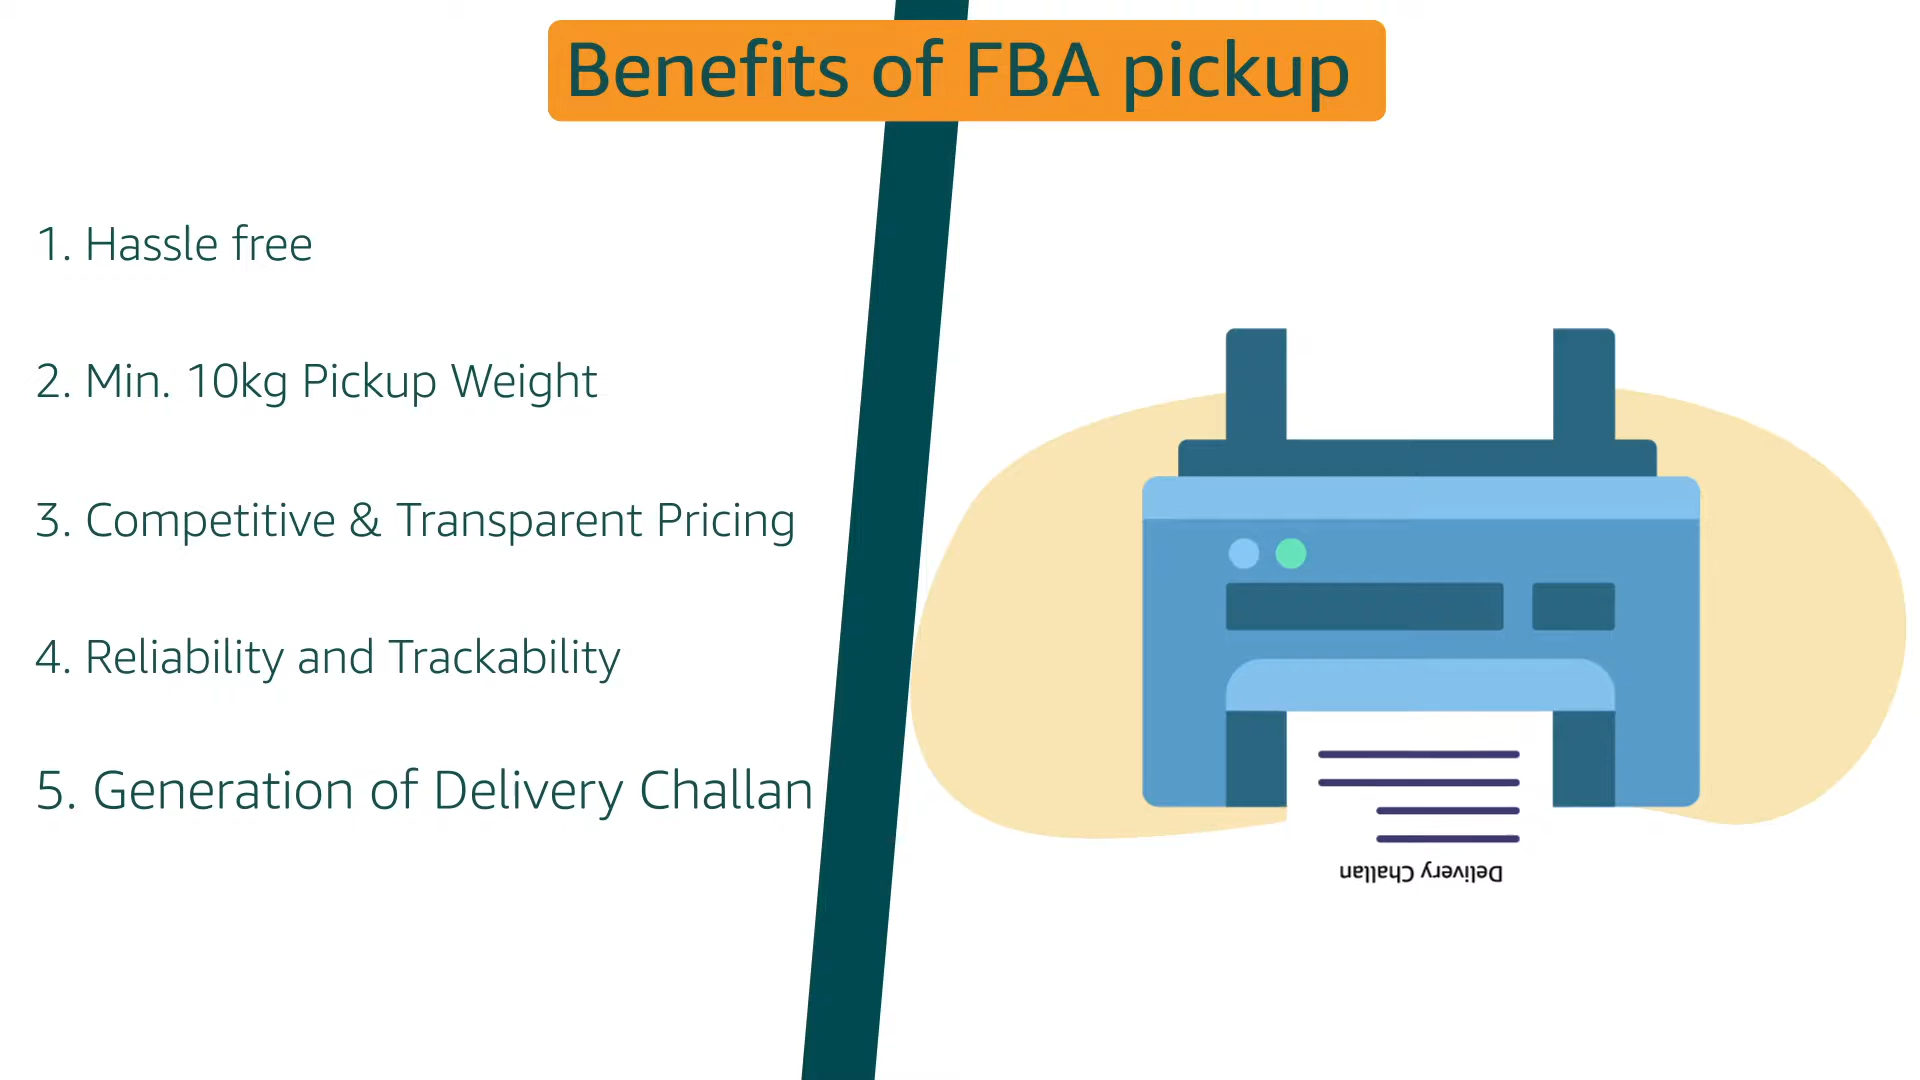 Benefits of FBA pickup
1. Hassle free
2. Min. 10kg Pickup Weight
3. Competitive & Transparent Pricing
4. Reliability and Trackability
5. Generation of Delivery Challan
Delivery Challan